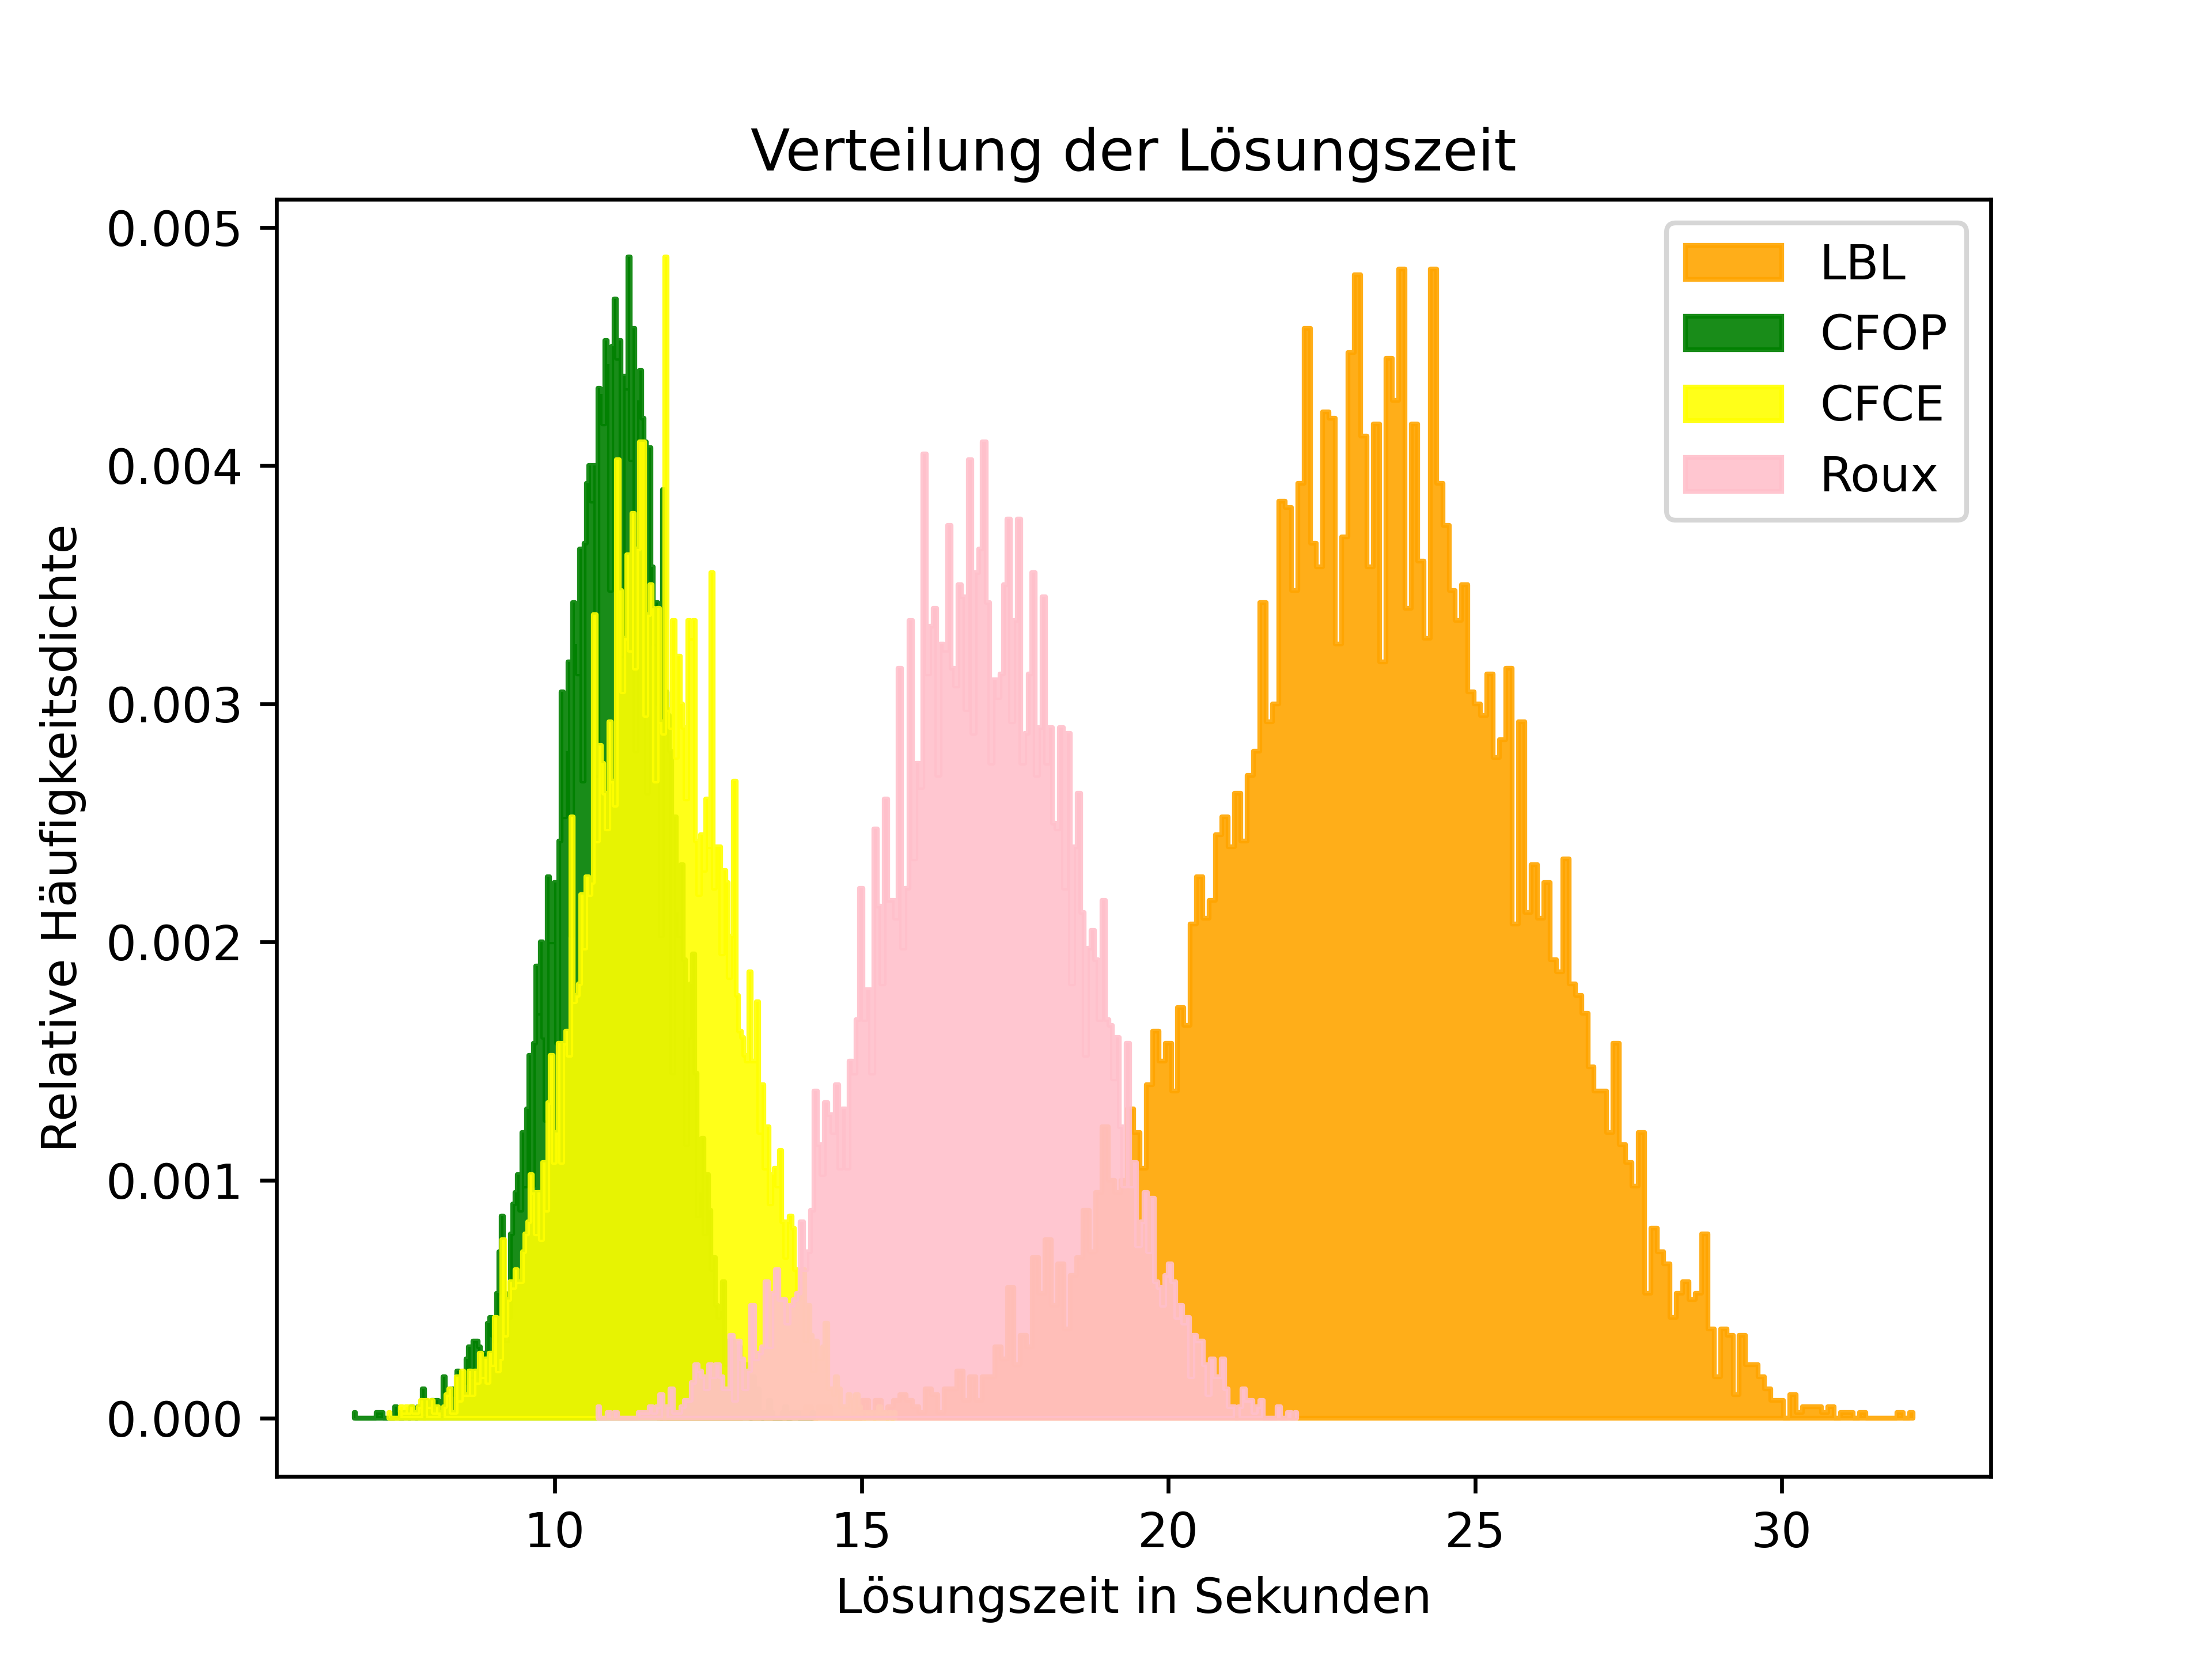 Verteilung der Lösungszeit
0.005
0.004
0.003
0.002
0.001
0.000
Relative Häufigkeitsdichte
LBL
CFOP
CFCE
Roux
10 15 20 25 30
Lösungszeit in Sekunden